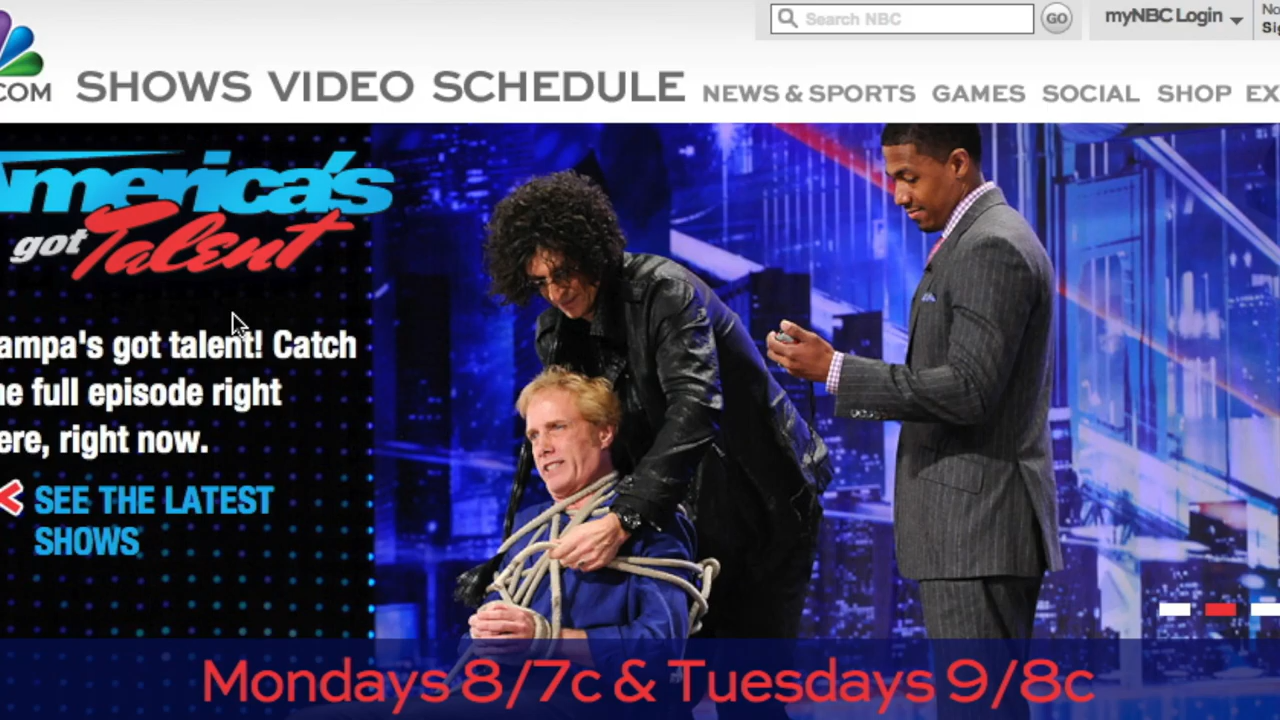 Search NBC
GO
myNBC Login
No
COM
SHOWS VIDEO SCHEDULE NEWS & SPORTS GAMES SOCIAL SHOP EX
America's
got Talent
ampa's got talent! Catch
he full episode right
ere, right now.
SEE THE LATEST
SHOWS
Mondays 8/7c & Tuesdays 9/8c